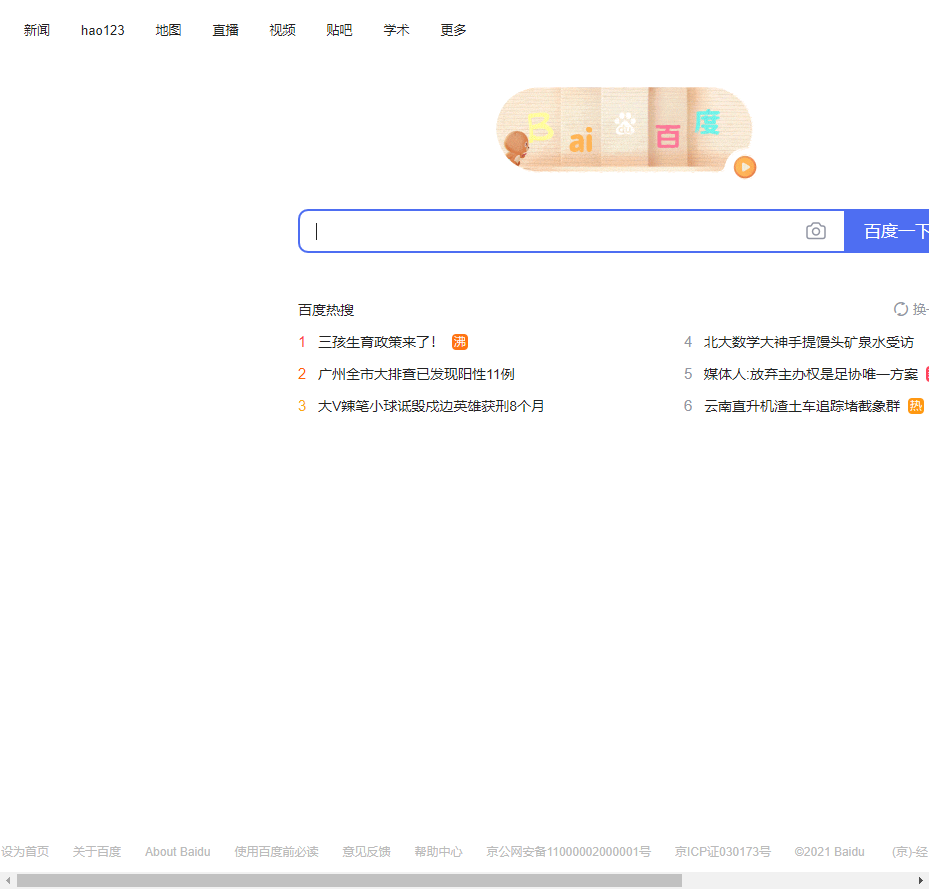 新闻 hao123 地图 直播 视频 贴吧 学术 更多
B ai du 百 度
百度一下
百度热搜 换一
1 三孩生育政策来了! 沸
4 北大数学大神手提馒头矿泉水受访
2 广州全市大排查已发现阳性11例
5 媒体人:放弃主办权是足协唯一方案
3 大V辣笔小球诋毁戍边英雄获刑8个月
6 云南直升机渣土车追踪堵截象群 热
设为首页 关于百度 About Baidu 使用百度前必读 意见反馈 帮助中心 京公网安备11000002000001号 京ICP证030173号 ©2021 Baidu (京)-经